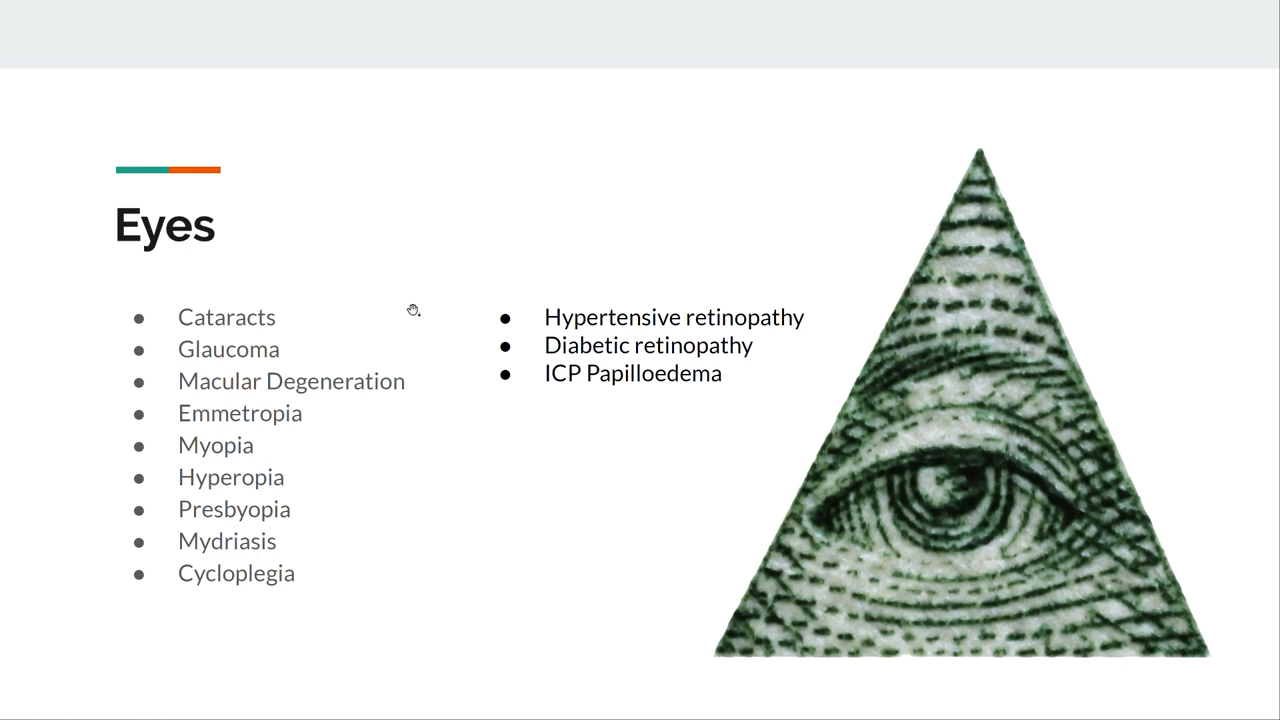 Eyes
Cataracts
Glaucoma
Macular Degeneration
Emmetropia
Myopia
Hyperopia
Presbyopia
Mydriasis
Cycloplegia
Hypertensive retinopathy
Diabetic retinopathy
ICP Papilloedema